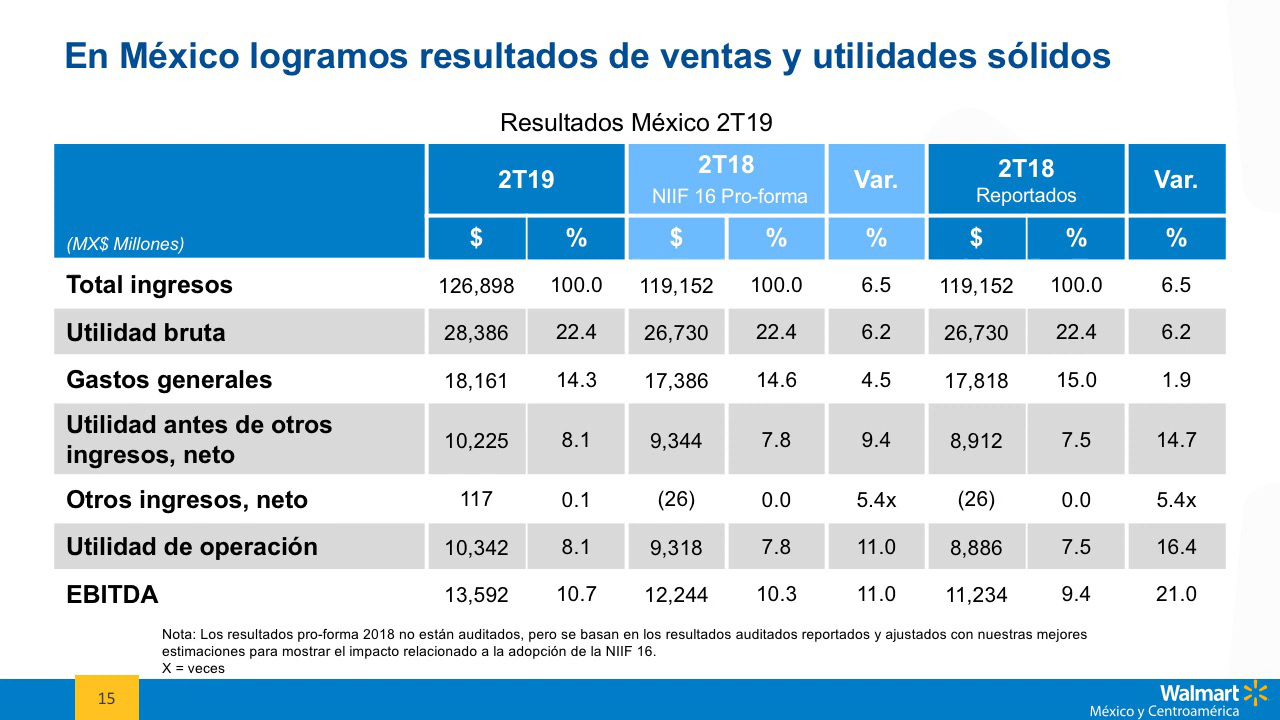 En México logramos resultados de ventas y utilidades sólidos
Resultados México 2T19
(MX$ Millones) 2T19 2T18 NIIF 16 Pro-forma Var. 2T18 Reportados Var.
$ % $ % % $ % %
Total ingresos 126,898 100.0 119,152 100.0 6.5 119,152 100.0 6.5
Utilidad bruta 28,386 22.4 26,730 22.4 6.2 26,730 22.4 6.2
Gastos generales 18,161 14.3 17,386 14.6 4.5 17,818 15.0 1.9
Utilidad antes de otros
ingresos, neto 10,225 8.1 9,344 7.8 9.4 8,912 7.5 14.7
Otros ingresos, neto 117 0.1 (26) 0.0 5.4x (26) 0.0 5.4x
Utilidad de operación 10,342 8.1 9,318 7.8 11.0 8,886 7.5 16.4
EBITDA 13,592 10.7 12,244 10.3 11.0 11,234 9.4 21.0
Nota: Los resultados pro-forma 2018 no están auditados, pero se basan en los resultados auditados reportados y ajustados con nuestras mejores
estimaciones para mostrar el impacto relacionado a la adopción de la NIIF 16.
X = veces
15
Walmart
México y Centroamérica